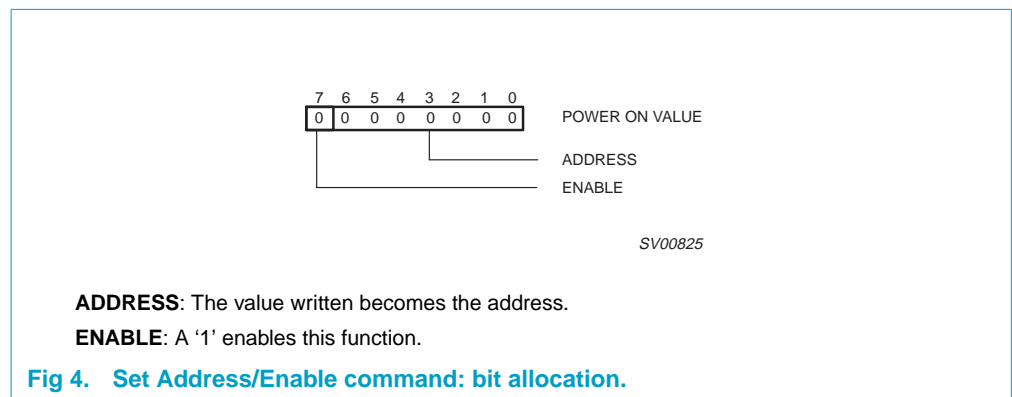 7 6 5 4 3 2 1 0
0 0 0 0 0 0 0 0 POWER ON VALUE
ADDRESS
ENABLE
SV00825
ADDRESS: The value written becomes the address.
ENABLE: A ‘1’ enables this function.
Fig 4. Set Address/Enable command: bit allocation.